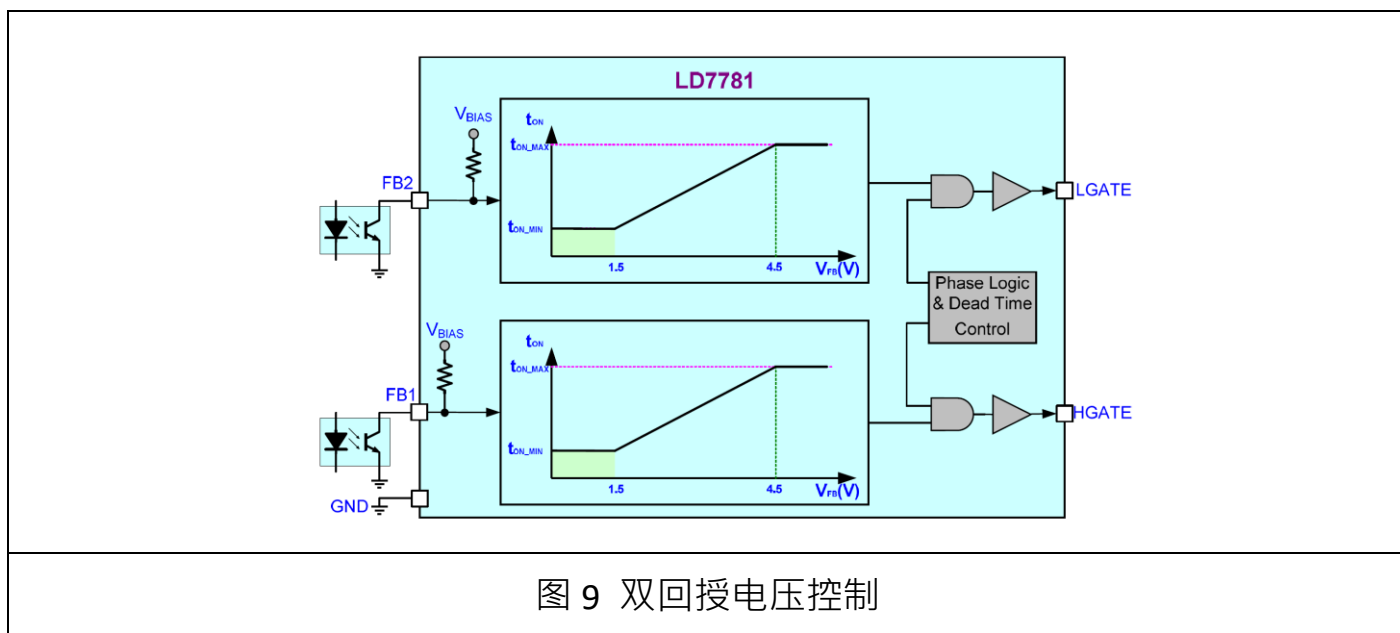 LD7781
VBIAS
FB2
tON
tON_MAX
tON_MIN
1.5
4.5
VFB(V)
LGATE
Phase Logic
& Dead Time
Control
VBIAS
FB1
tON
tON_MAX
tON_MIN
1.5
4.5
VFB(V)
HGATE
GND
图 9 双回授电压控制